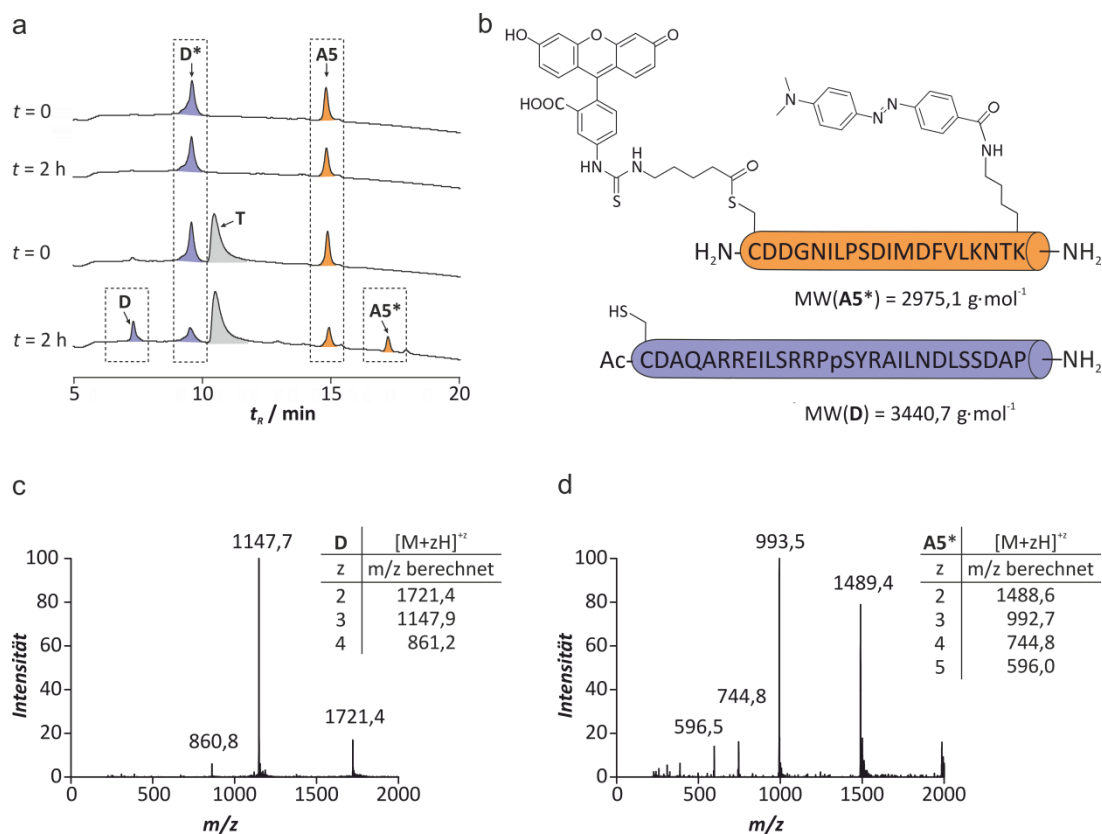 a
D*
A5
t = 0
t = 2 h
T
t = 0
D
A5*
t = 2 h
5
10
15
20
t_R / min
b
HO
O
O
HOOC
NH
S
H
N
O
S
N
N
N
O
NH
H₂N
CDDGNILPSDIMDFVLKNTK
NH₂
MW(A5*) = 2975,1 g·mol⁻¹
HS
Ac
CDAQARREILSRRPpSYRAILNDLSSDAP
NH₂
MW(D) = 3440,7 g·mol⁻¹
c
D [M+zH]⁺ᶻ
z m/z berechnet
2 1721,4
3 1147,9
4 861,2
1147,7
860,8
1721,4
Intensität
100
80
60
40
20
0
0 500 1000 1500 2000
m/z
d
A5* [M+zH]⁺ᶻ
z m/z berechnet
2 1488,6
3 992,7
4 744,8
5 596,0
993,5
1489,4
744,8
596,5
Intensität
100
80
60
40
20
0
0 500 1000 1500 2000
m/z